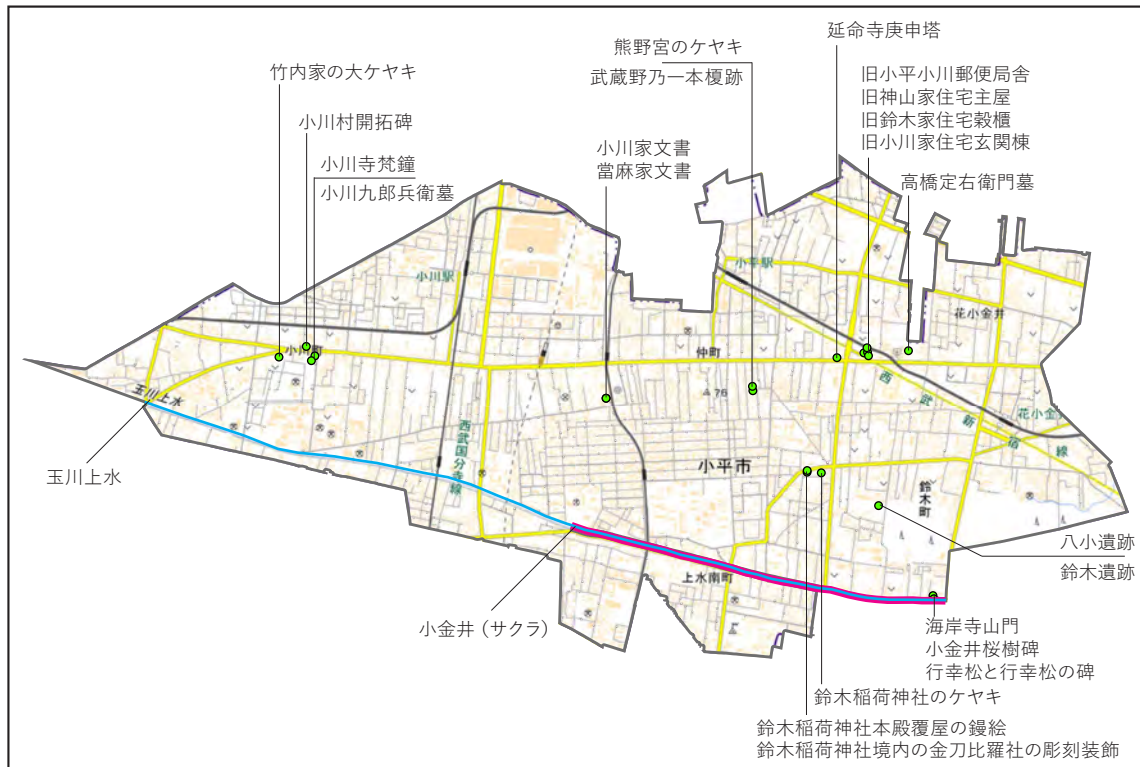 竹内家の大ケヤキ
小川村開拓碑
小川寺梵鐘
小川九郎兵衛墓
小川家文書
當麻家文書
熊野宮のケヤキ
武蔵野乃一本榎跡
延命寺庚申塔
旧小平小川郵便局舎
旧神山家住宅主屋
旧鈴木家住宅穀櫃
旧小川家住宅玄関棟
高橋定右衛門墓
小川駅
小平駅
花小金井
小川町
仲町
西武新宿線
花小金井
玉川上水
76
西武国分寺線
小平市
鈴木町
玉川上水
上水南町
小金井（サクラ）
八小遺跡
鈴木遺跡
海岸寺山門
小金井桜樹碑
行幸松と行幸松の碑
鈴木稲荷神社のケヤキ
鈴木稲荷神社本殿覆屋の鏝絵
鈴木稲荷神社境内の金刀比羅社の彫刻装飾